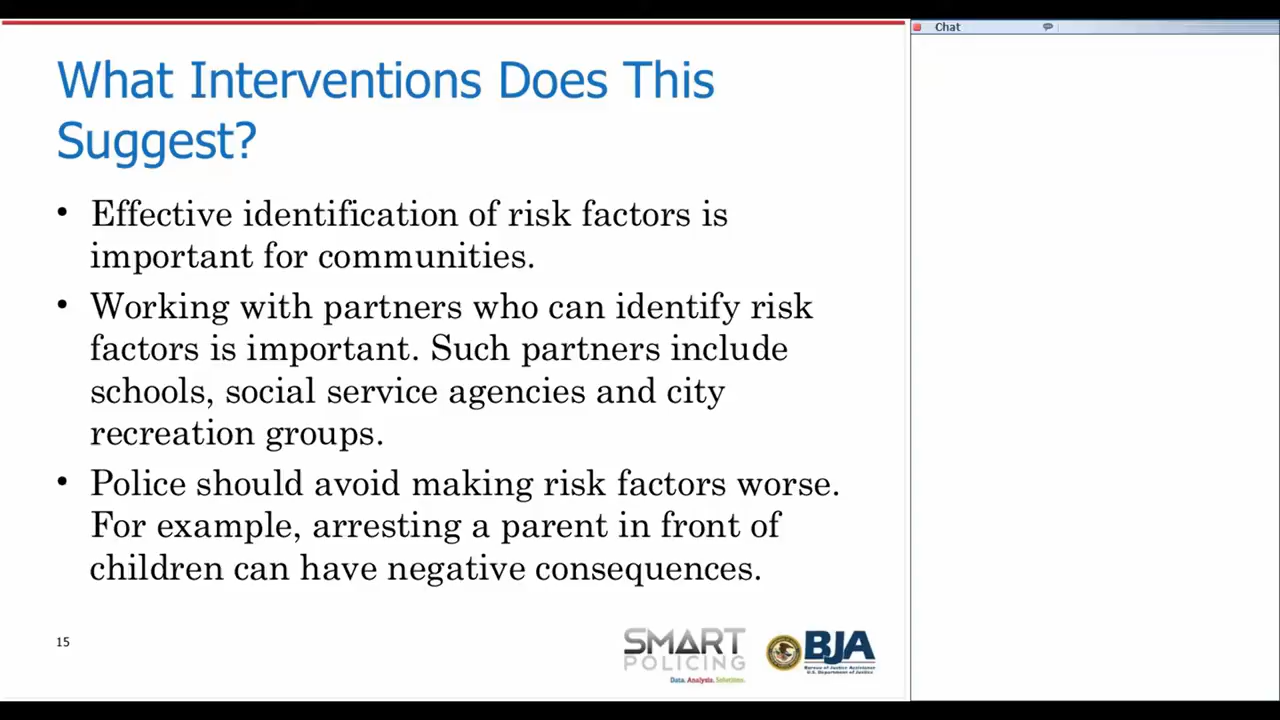 Chat
What Interventions Does This
Suggest?
• Effective identification of risk factors is
important for communities.
• Working with partners who can identify risk
factors is important. Such partners include
schools, social service agencies and city
recreation groups.
• Police should avoid making risk factors worse.
For example, arresting a parent in front of
children can have negative consequences.
15
SMART
POLICING
Data. Analysis. Solutions.
BJA
Bureau of Justice Assistance
U.S. Department of Justice